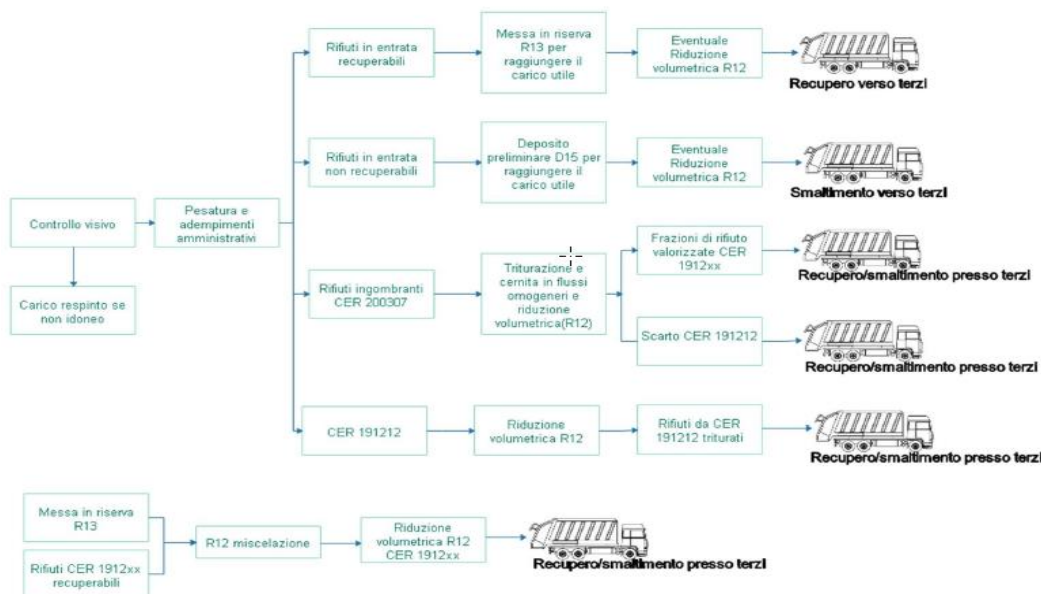 Rifiuti in entrata
recuperabili
Messa in riserva
R13 per
raggiungere il
carico utile
Eventuale
Riduzione
volumetrica R12
Recupero verso terzi
Rifiuti in entrata
non recuperabili
Deposito
preliminare D15 per
raggiungere il
carico utile
Eventuale
Riduzione
volumetrica R12
Smaltimento verso terzi
Controllo visivo
Pesatura e
adempimenti
amministrativi
Carico respinto se
non idoneo
Rifiuti ingombranti
CER 200307
Triturazione e
cernita in flussi
omogeneri e
riduzione
volumetrica(R12)
Frazioni di rifiuto
valorizzate CER
1912xx
Recupero/smaltimento presso terzi
Scarto CER 191212
Recupero/smaltimento presso terzi
CER 191212
Riduzione
volumetrica R12
Rifiuti da CER
191212 triturati
Recupero/smaltimento presso terzi
Messa in riserva
R13
Rifiuti CER 1912xx
recuperabili
R12 miscelazione
Riduzione
volumetrica R12
CER 1912xx
Recupero/smaltimento presso terzi